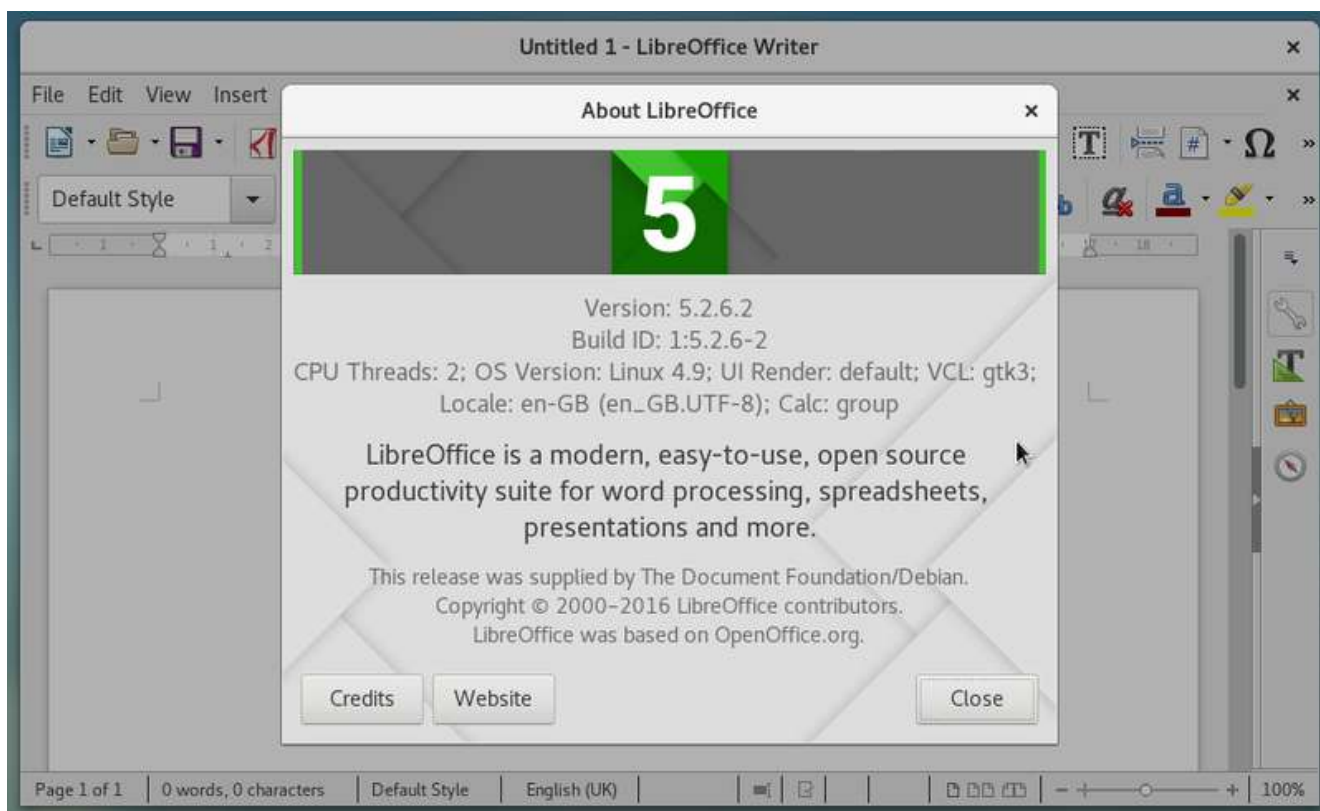 Untitled 1 - LibreOffice Writer
File Edit View Insert
About LibreOffice
Default Style
5
Version: 5.2.6.2
Build ID: 1:5.2.6-2
CPU Threads: 2; OS Version: Linux 4.9; UI Render: default; VCL: gtk3;
Locale: en-GB (en_GB.UTF-8); Calc: group
LibreOffice is a modern, easy-to-use, open source
productivity suite for word processing, spreadsheets,
presentations and more.
This release was supplied by The Document Foundation/Debian.
Copyright © 2000–2016 LibreOffice contributors.
LibreOffice was based on OpenOffice.org.
Credits Website Close
Page 1 of 1 0 words, 0 characters Default Style English (UK) 100%